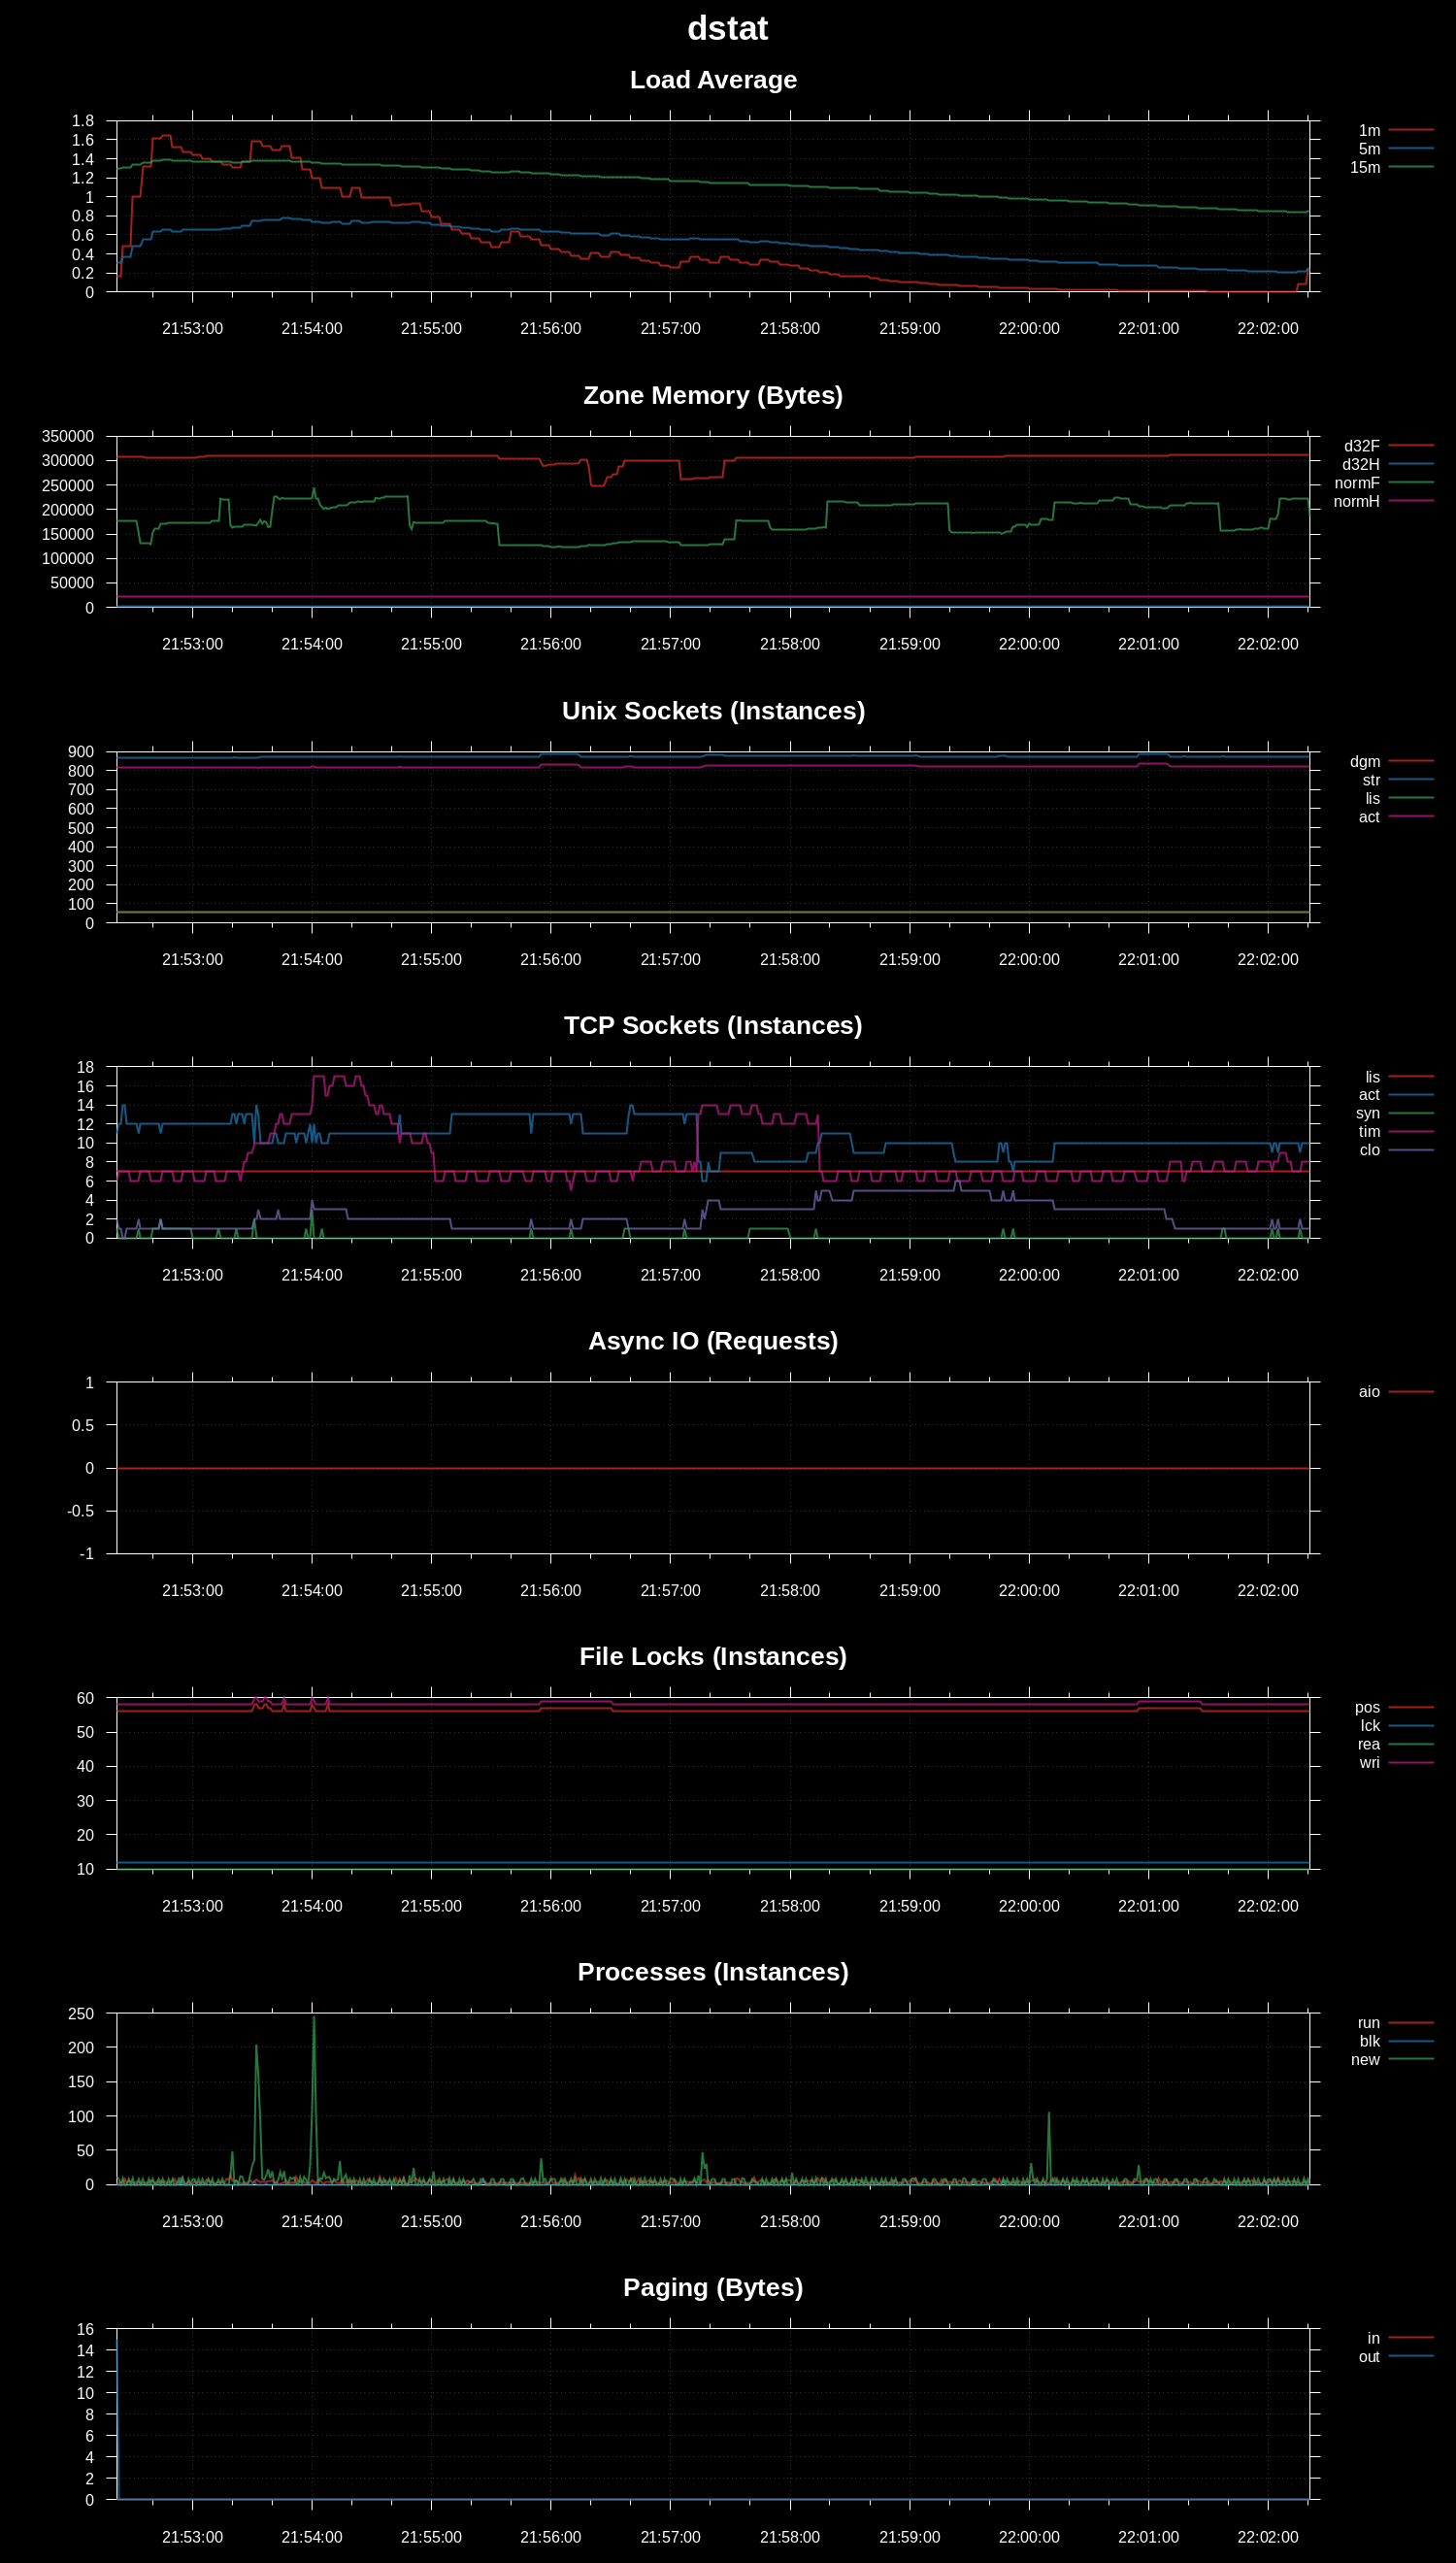 dstat
Load Average
1.8
1.6
1.4
1.2
1
0.8
0.6
0.4
0.2
0
1m
5m
15m
21:53:00 21:54:00 21:55:00 21:56:00 21:57:00 21:58:00 21:59:00 22:00:00 22:01:00 22:02:00
Zone Memory (Bytes)
350000
300000
250000
200000
150000
100000
50000
0
d32F
d32H
normF
normH
21:53:00 21:54:00 21:55:00 21:56:00 21:57:00 21:58:00 21:59:00 22:00:00 22:01:00 22:02:00
Unix Sockets (Instances)
900
800
700
600
500
400
300
200
100
0
dgm
str
lis
act
21:53:00 21:54:00 21:55:00 21:56:00 21:57:00 21:58:00 21:59:00 22:00:00 22:01:00 22:02:00
TCP Sockets (Instances)
18
16
14
12
10
8
6
4
2
0
lis
act
syn
tim
clo
21:53:00 21:54:00 21:55:00 21:56:00 21:57:00 21:58:00 21:59:00 22:00:00 22:01:00 22:02:00
Async IO (Requests)
1
0.5
0
-0.5
-1
aio
21:53:00 21:54:00 21:55:00 21:56:00 21:57:00 21:58:00 21:59:00 22:00:00 22:01:00 22:02:00
File Locks (Instances)
60
50
40
30
20
10
pos
lck
rea
wri
21:53:00 21:54:00 21:55:00 21:56:00 21:57:00 21:58:00 21:59:00 22:00:00 22:01:00 22:02:00
Processes (Instances)
250
200
150
100
50
0
run
blk
new
21:53:00 21:54:00 21:55:00 21:56:00 21:57:00 21:58:00 21:59:00 22:00:00 22:01:00 22:02:00
Paging (Bytes)
16
14
12
10
8
6
4
2
0
in
out
21:53:00 21:54:00 21:55:00 21:56:00 21:57:00 21:58:00 21:59:00 22:00:00 22:01:00 22:02:00